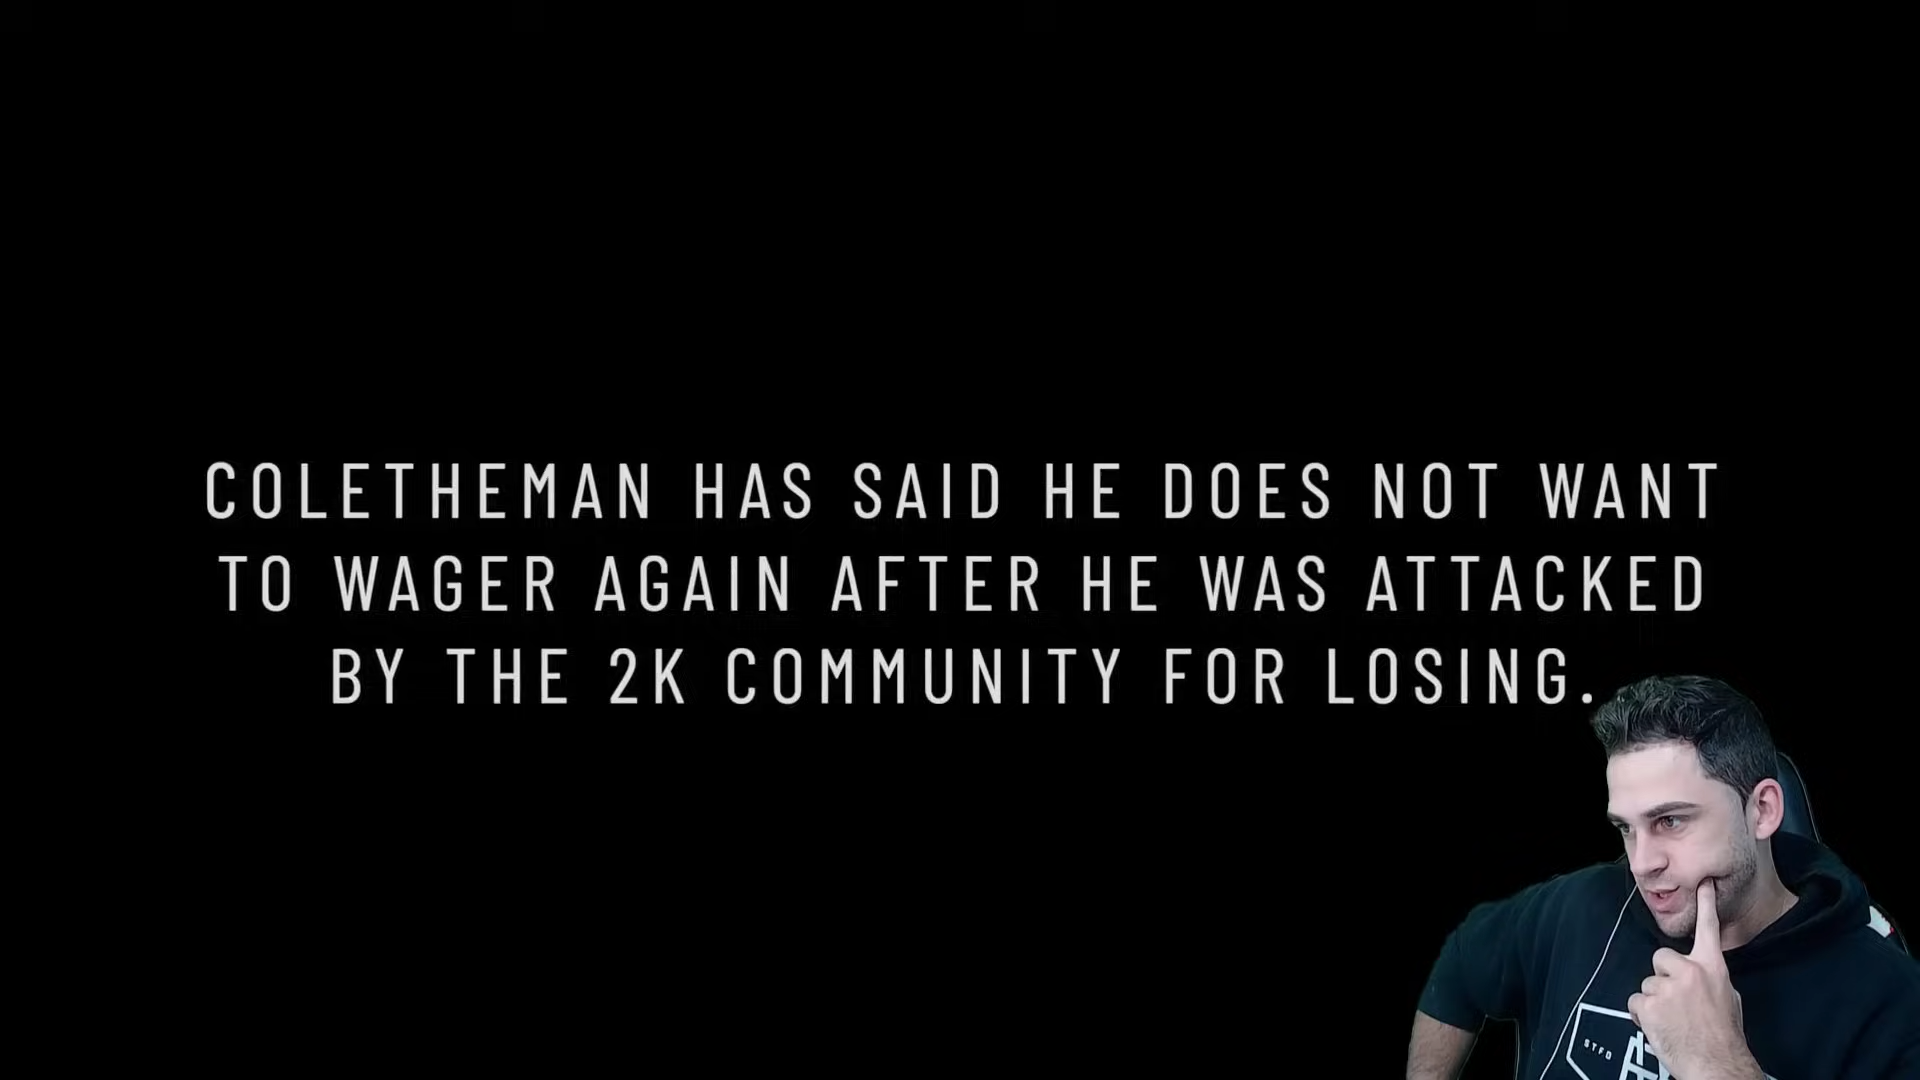 COLETHEMAN HAS SAID HE DOES NOT WANT
TO WAGER AGAIN AFTER HE WAS ATTACKED
BY THE 2K COMMUNITY FOR LOSING.
STFD